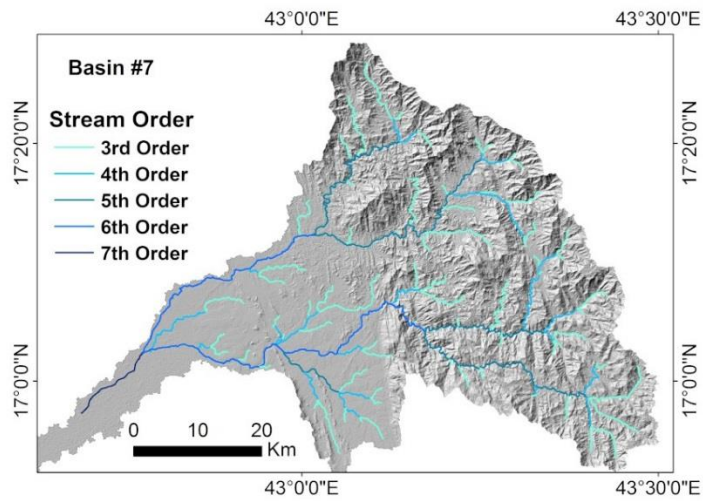 43°0'0"E 43°30'0"E
Basin #7
Stream Order
3rd Order
4th Order
5th Order
6th Order
7th Order
17°20'0"N 17°20'0"N
17°0'0"N 17°0'0"N
0 10 20
Km
43°0'0"E 43°30'0"E